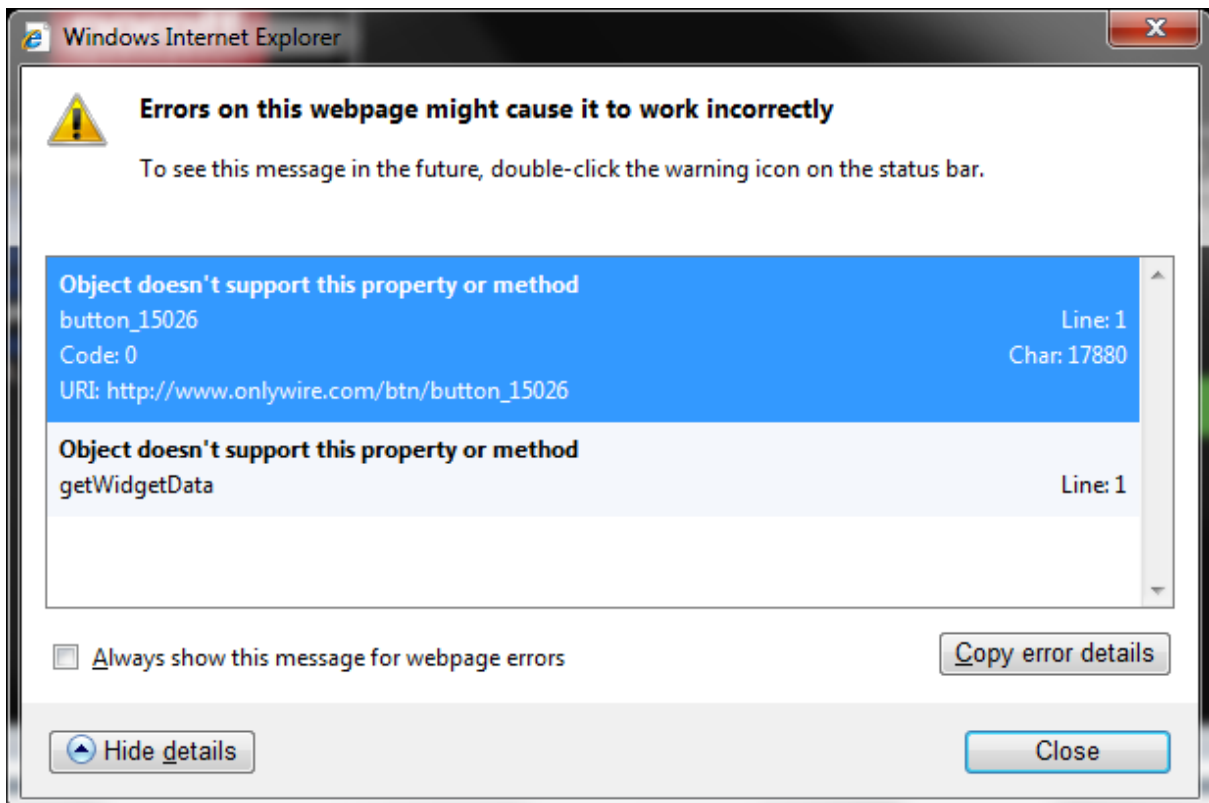 Windows Internet Explorer
Errors on this webpage might cause it to work incorrectly
To see this message in the future, double-click the warning icon on the status bar.
Object doesn't support this property or method
button_15026 Line: 1
Code: 0 Char: 17880
URI: http://www.onlywire.com/btn/button_15026
Object doesn't support this property or method
getWidgetData Line: 1
Always show this message for webpage errors Copy error details
Hide details Close